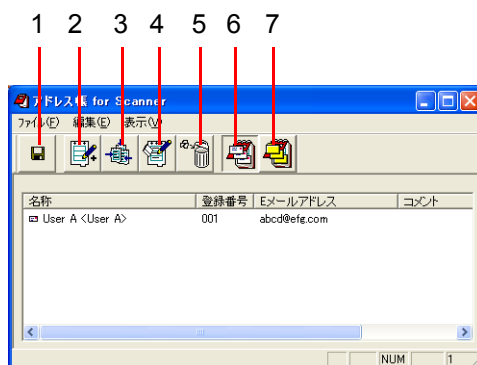 1 2 3 4 5 6 7
アドレス帳 for Scanner
ファイル(F) 編集(E) 表示(V)
名称 登録番号 Eメールアドレス コメント
User A <User A> 001 abcd@efg.com
NUM 1